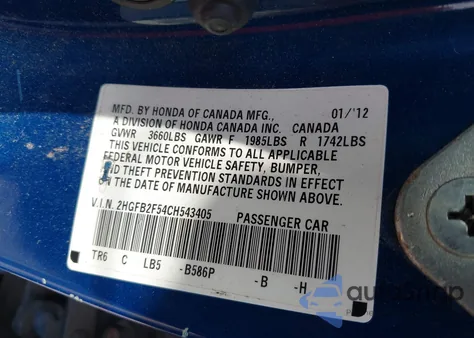 MFD. BY HONDA OF CANADA MFG., 01/'12
A DIVISION OF HONDA CANADA INC. CANADA
GVWR 3660LBS GAWR F 1985LBS R 1742LBS
THIS VEHICLE CONFORMS TO ALL APPLICABLE
FEDERAL MOTOR VEHICLE SAFETY, BUMPER,
AND THEFT PREVENTION STANDARDS IN EFFECT
ON THE DATE OF MANUFACTURE SHOWN ABOVE.
V.I.N. 2HGFB2F54CH543405 PASSENGER CAR
TR6 C LB5 -B586P -B -H
autosnap